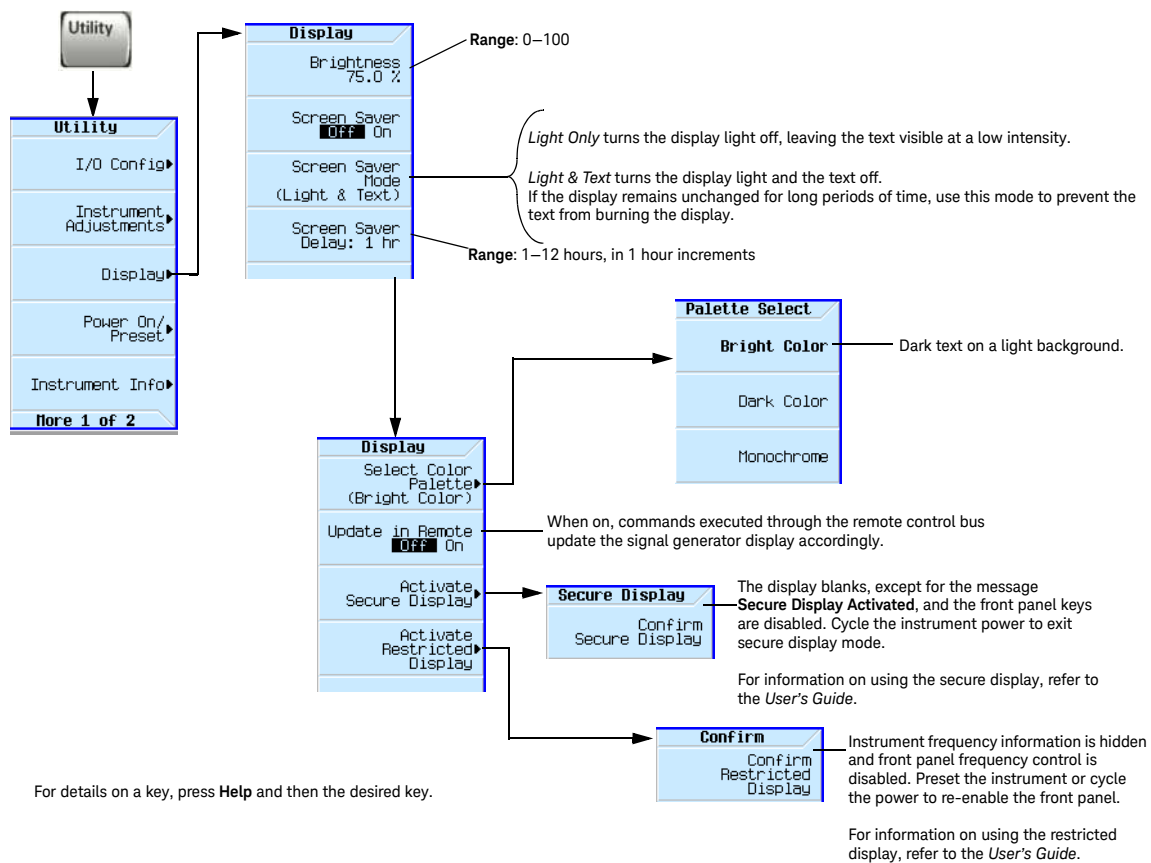 Utility
Utility
I/O Config
Instrument
Adjustments
Display
Power On/
Preset
Instrument Info
More 1 of 2
Display
Brightness
75.0 %
Screen Saver
Off On
Screen Saver
Mode
(Light & Text)
Screen Saver
Delay: 1 hr
Range: 0–100
Light Only turns the display light off, leaving the text visible at a low intensity.
Light & Text turns the display light and the text off.
If the display remains unchanged for long periods of time, use this mode to prevent the
text from burning the display.
Range: 1–12 hours, in 1 hour increments
Palette Select
Bright Color
Dark Color
Monochrome
Dark text on a light background.
Display
Select Color
Palette
(Bright Color)
Update in Remote
Off On
Activate
Secure Display
Activate
Restricted
Display
When on, commands executed through the remote control bus
update the signal generator display accordingly.
Secure Display
Confirm
Secure Display
The display blanks, except for the message
Secure Display Activated, and the front panel keys
are disabled. Cycle the instrument power to exit
secure display mode.
For information on using the secure display, refer to
the User's Guide.
Confirm
Confirm
Restricted
Display
Instrument frequency information is hidden
and front panel frequency control is
disabled. Preset the instrument or cycle
the power to re-enable the front panel.
For information on using the restricted
display, refer to the User's Guide.
For details on a key, press Help and then the desired key.